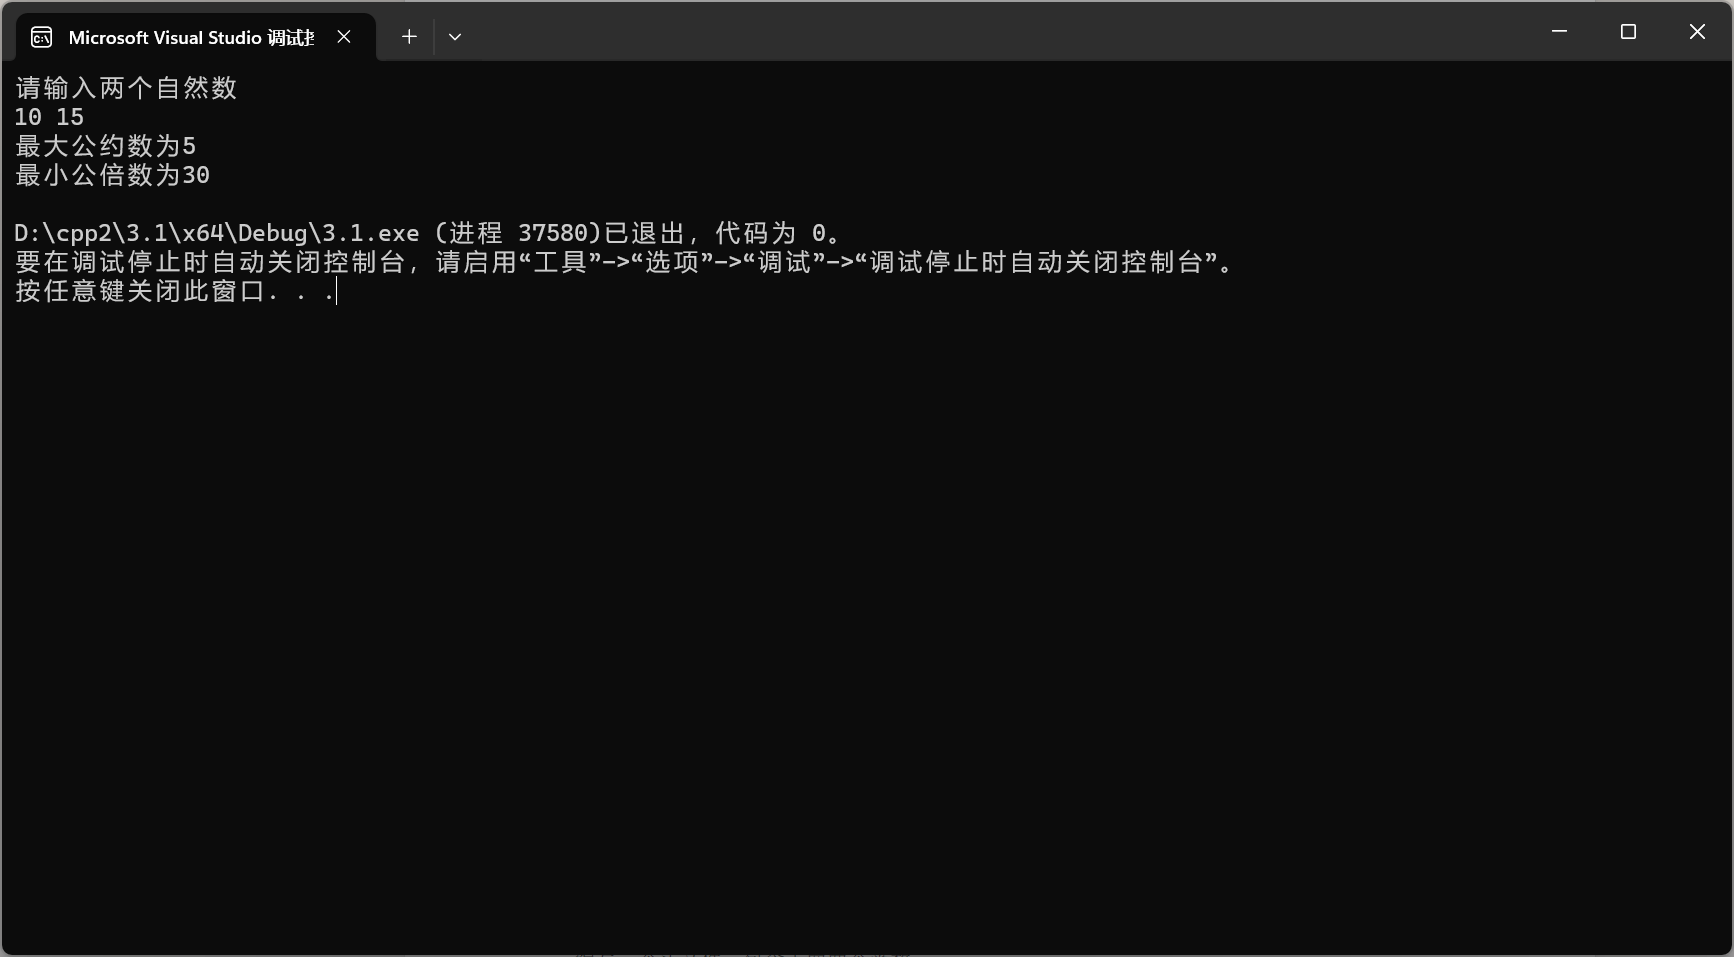 Microsoft Visual Studio 调试
请输入两个自然数
10 15
最大公约数为5
最小公倍数为30
D:\cpp2\3.1\x64\Debug\3.1.exe (进程 37580)已退出，代码为 0。
要在调试停止时自动关闭控制台，请启用“工具”->“选项”->“调试”->“调试停止时自动关闭控制台”。
按任意键关闭此窗口. . .